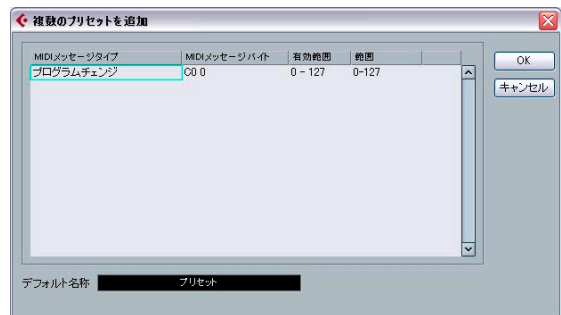 複数のプリセットを追加
MIDIメッセージタイプ MIDIメッセージバイト 有効範囲 範囲
プログラムチェンジ C0 0 0 - 127 0-127
OK
キャンセル
デフォルト名称 プリセット